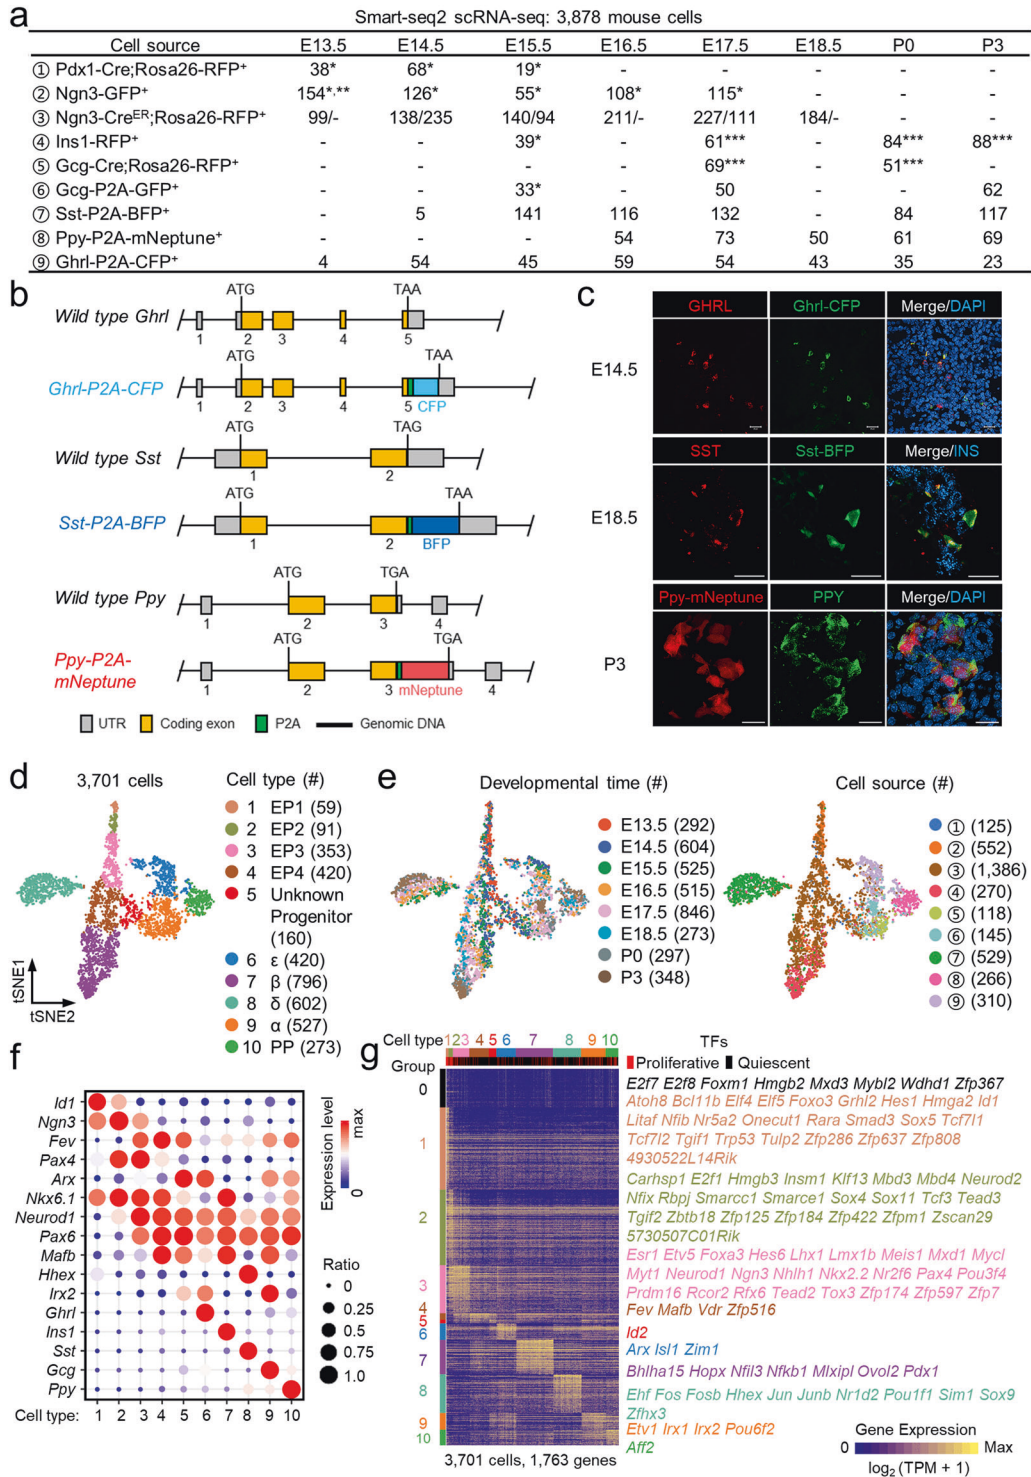 a
Smart-seq2 scRNA-seq: 3,878 mouse cells
Cell source E13.5 E14.5 E15.5 E16.5 E17.5 E18.5 P0 P3
① Pdx1-Cre;Rosa26-RFP⁺ 38* 68* 19* - - - - -
② Ngn3-GFP⁺ 154*,** 126* 55* 108* 115* - - -
③ Ngn3-Creᴱᴿ;Rosa26-RFP⁺ 99/- 138/235 140/94 211/- 227/111 184/- - -
④ Ins1-RFP⁺ - - 39* - 61*** - 84*** 88***
⑤ Gcg-Cre;Rosa26-RFP⁺ - - - - 69*** - 51*** -
⑥ Gcg-P2A-GFP⁺ - - 33* - 50 - - 62
⑦ Sst-P2A-BFP⁺ - 5 141 116 132 - 84 117
⑧ Ppy-P2A-mNeptune⁺ - - - 54 73 50 61 69
⑨ Ghrl-P2A-CFP⁺ 4 54 45 59 54 43 35 23
b
ATG TAA
Wild type Ghrl
1 2 3 4 5
ATG TAA
Ghrl-P2A-CFP
1 2 3 4 5 CFP
ATG TAG
Wild type Sst
1 2
ATG TAA
Sst-P2A-BFP
1 2 BFP
ATG TGA
Wild type Ppy
1 2 3 4
ATG TGA
Ppy-P2A-
mNeptune
1 2 3 mNeptune 4
UTR Coding exon P2A Genomic DNA
c
GHRL Ghrl-CFP Merge/DAPI
E14.5
SST Sst-BFP Merge/INS
E18.5
Ppy-mNeptune PPY Merge/DAPI
P3
d
3,701 cells
Cell type (#)
1 EP1 (59)
2 EP2 (91)
3 EP3 (353)
4 EP4 (420)
5 Unknown
Progenitor
(160)
6 ε (420)
7 β (796)
8 δ (602)
9 α (527)
10 PP (273)
tSNE1
tSNE2
e
Developmental time (#)
E13.5 (292)
E14.5 (604)
E15.5 (525)
E16.5 (515)
E17.5 (846)
E18.5 (273)
P0 (297)
P3 (348)
Cell source (#)
① (125)
② (552)
③ (1,386)
④ (270)
⑤ (118)
⑥ (145)
⑦ (529)
⑧ (266)
⑨ (310)
f
Id1
Ngn3
Fev
Pax4
Arx
Nkx6.1
Neurod1
Pax6
Mafb
Hhex
Irx2
Ghrl
Ins1
Sst
Gcg
Ppy
Cell type: 1 2 3 4 5 6 7 8 9 10
Expression level
max
0
Ratio
0
0.25
0.5
0.75
1.0
g
Cell type 1 2 3 4 5 6 7 8 9 10
Group
0
1
2
3
4
5
6
7
8
9
10
3,701 cells, 1,763 genes
TFs
Proliferative Quiescent
E2f7 E2f8 Foxm1 Hmgb2 Mxd3 Mybl2 Wdhd1 Zfp367
Atoh8 Bcl11b Elf4 Elf5 Foxo3 Grhl2 Hes1 Hmga2 Id1
Litaf Nfib Nr5a2 Onecut1 Rara Smad3 Sox5 Tcf7l1
Tcf7l2 Tgif1 Trp53 Tulp2 Zfp286 Zfp637 Zfp808
4930522L14Rik
Carhsp1 E2f1 Hmgb3 Insm1 Klf13 Mbd3 Mbd4 Neurod2
Nfix Rbpj Smarcc1 Smarce1 Sox4 Sox11 Tcf3 Tead3
Tgif2 Zbtb18 Zfp125 Zfp184 Zfp422 Zfpm1 Zscan29
5730507C01Rik
Esr1 Etv5 Foxa3 Hes6 Lhx1 Lmx1b Meis1 Mxd1 Mycl
Myt1 Neurod1 Ngn3 Nhlh1 Nkx2.2 Nr2f6 Pax4 Pou3f4
Prdm16 Rcor2 Rfx6 Tead2 Tox3 Zfp174 Zfp597 Zfp7
Fev Mafb Vdr Zfp516
Id2
Arx Isl1 Zim1
Bhlha15 Hopx Nfil3 Nfkb1 Mlxipl Ovol2 Pdx1
Ehf Fos Fosb Hhex Jun Junb Nr1d2 Pou1f1 Sim1 Sox9
Zfhx3
Etv1 Irx1 Irx2 Pou6f2
Aff2
Gene Expression
0 Max
log₂ (TPM + 1)